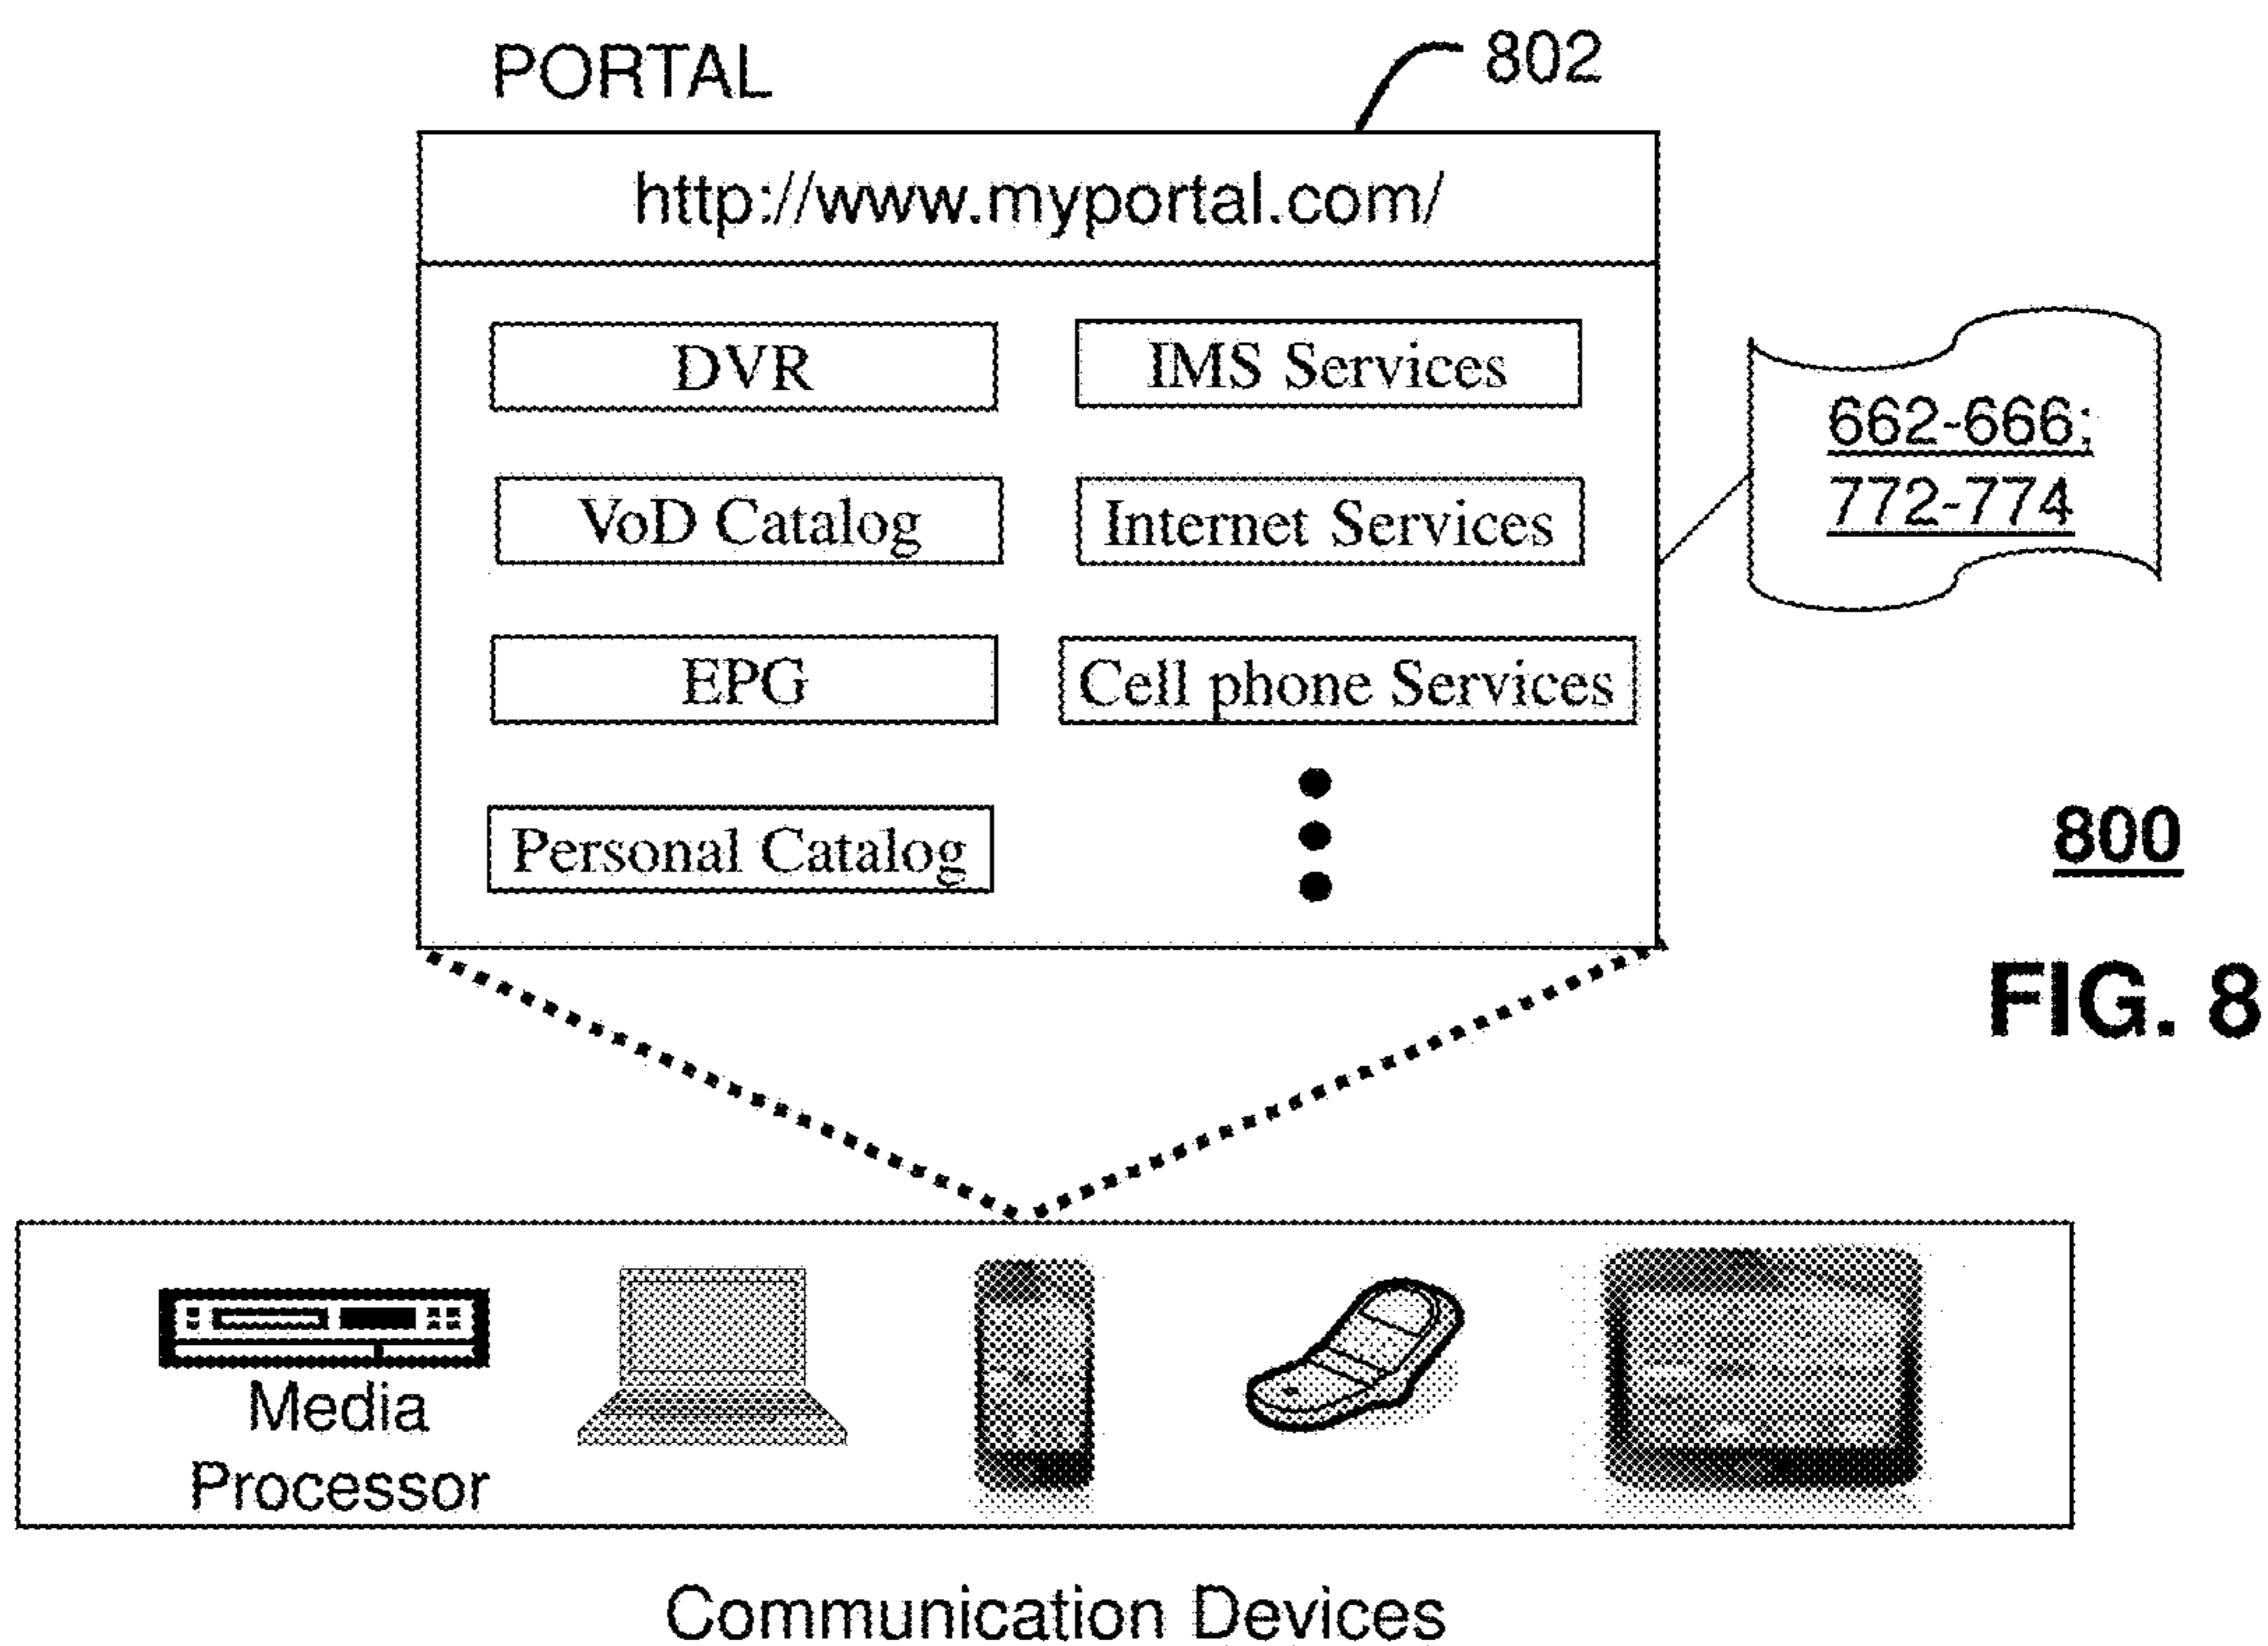 PORTAL
802
http://www.myportal.com/
DVR
IMS Services
VoD Catalog
Internet Services
EPG
Cell phone Services
Personal Catalog
662-666;
772-774
800
FIG. 8
Media
Processor
Communication Devices